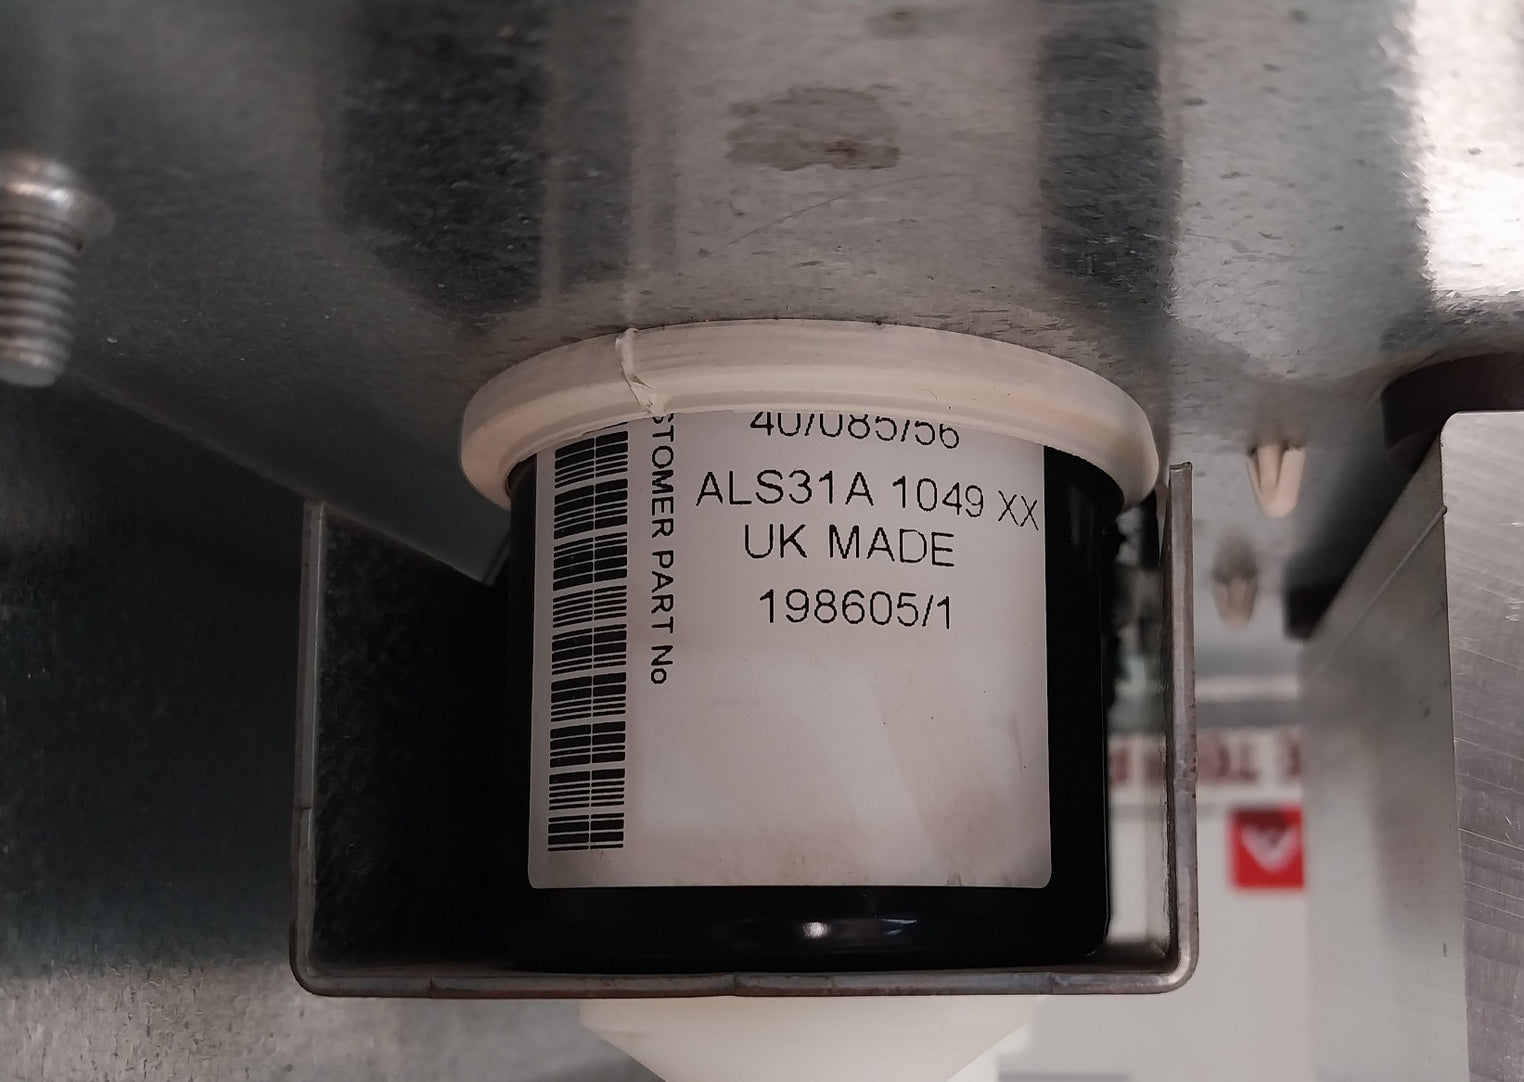 40/085/56
ALS31A 1049 XX
UK MADE
198605/1
STOMER PART No